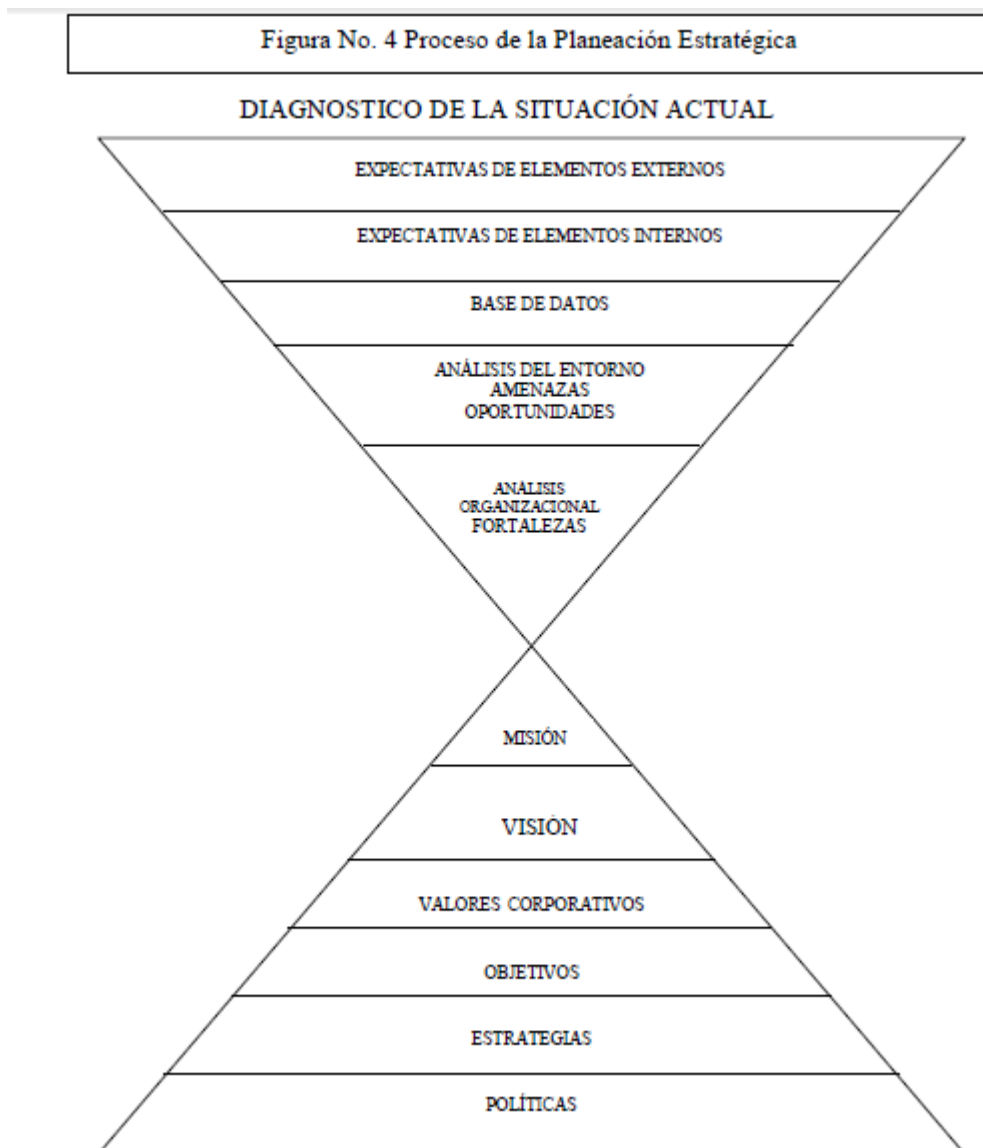 Figura No. 4 Proceso de la Planeación Estratégica
DIAGNOSTICO DE LA SITUACIÓN ACTUAL
EXPECTATIVAS DE ELEMENTOS EXTERNOS
EXPECTATIVAS DE ELEMENTOS INTERNOS
BASE DE DATOS
ANÁLISIS DEL ENTORNO
AMENAZAS
OPORTUNIDADES
ANÁLISIS
ORGANIZACIONAL
FORTALEZAS
MISIÓN
VISIÓN
VALORES CORPORATIVOS
OBJETIVOS
ESTRATEGIAS
POLÍTICAS